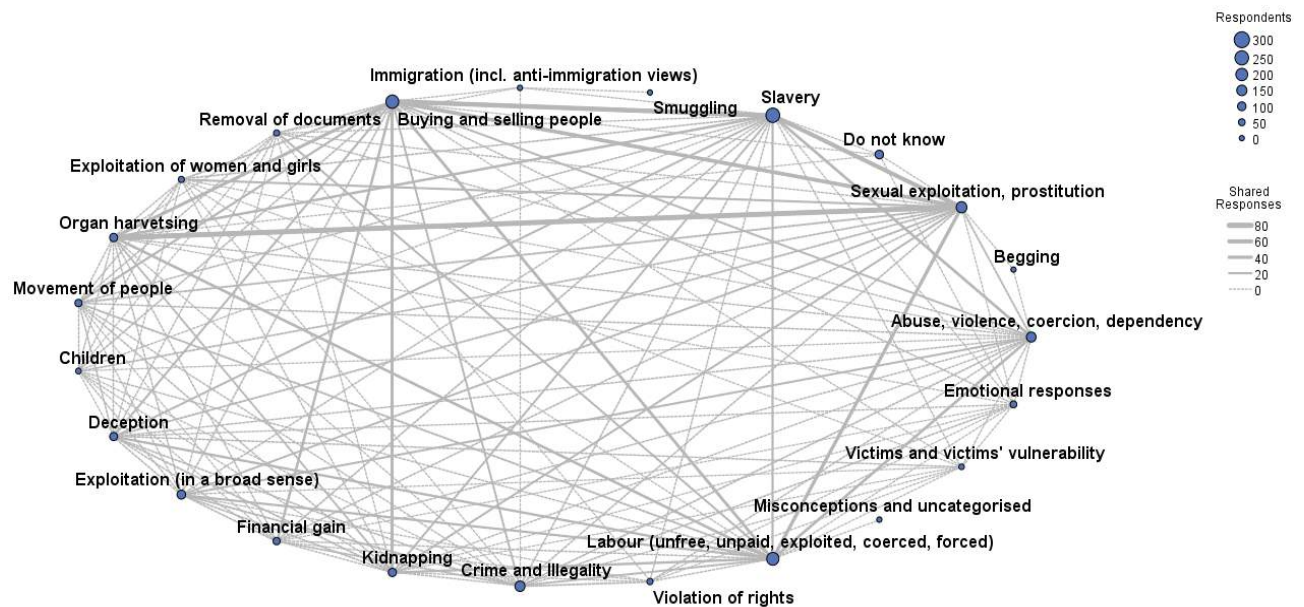 Respondents
300
250
200
150
100
50
0
Shared
Responses
80
60
40
20
0
Immigration (incl. anti-immigration views)
Smuggling
Slavery
Removal of documents
Buying and selling people
Do not know
Exploitation of women and girls
Sexual exploitation, prostitution
Organ harvetsing
Begging
Movement of people
Abuse, violence, coercion, dependency
Children
Emotional responses
Deception
Victims and victims' vulnerability
Exploitation (in a broad sense)
Misconceptions and uncategorised
Financial gain
Labour (unfree, unpaid, exploited, coerced, forced)
Kidnapping
Crime and Illegality
Violation of rights